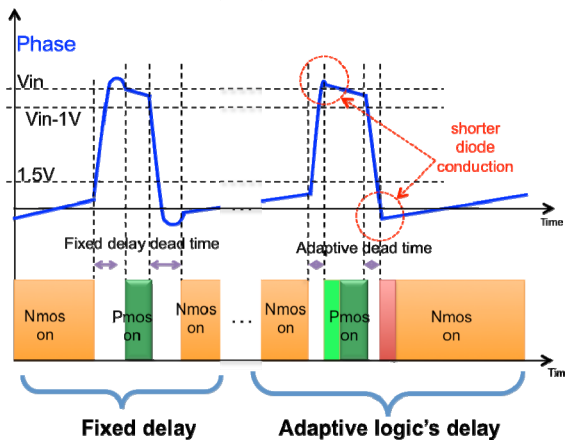 Phase
Vin
Vin-1V
1.5V
shorter
diode
conduction
Time
Fixed delay dead time
Adaptive dead time
Nmos
on
Pmos
on
Nmos
on
...
Nmos
on
Pmos
on
Nmos
on
Tim
Fixed delay
Adaptive logic's delay